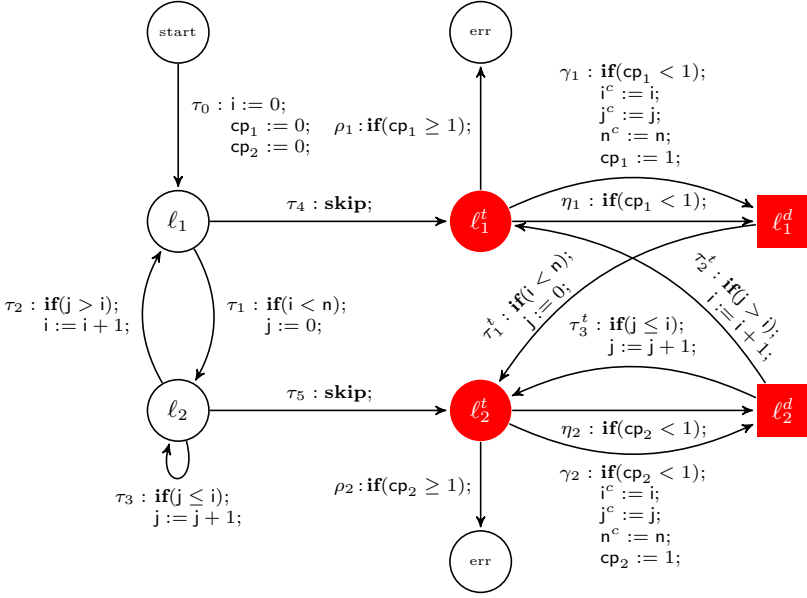 start
err
τ₀ : i := 0;
cp₁ := 0;
cp₂ := 0;
ρ₁ : if(cp₁ ≥ 1);
γ₁ : if(cp₁ < 1);
iᶜ := i;
jᶜ := j;
nᶜ := n;
cp₁ := 1;
ℓ₁
τ₄ : skip;
ℓ₁ᵗ
η₁ : if(cp₁ < 1);
ℓ₁ᵈ
τ₂ : if(j > i);
i := i + 1;
τ₁ : if(i < n);
j := 0;
τ₁ᵗ : if(i < n);
j := 0;
τ₂ᵗ : if(j > i);
i := i + 1;
τ₃ᵗ : if(j ≤ i);
j := j + 1;
ℓ₂
τ₅ : skip;
ℓ₂ᵗ
η₂ : if(cp₂ < 1);
ℓ₂ᵈ
τ₃ : if(j ≤ i);
j := j + 1;
ρ₂ : if(cp₂ ≥ 1);
γ₂ : if(cp₂ < 1);
iᶜ := i;
jᶜ := j;
nᶜ := n;
cp₂ := 1;
err